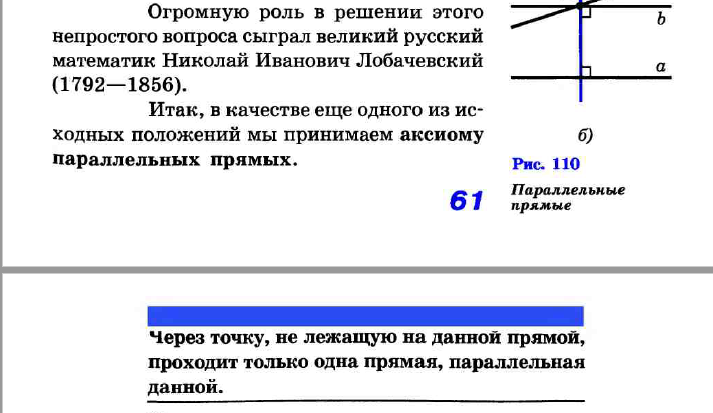 Огромную роль в решении этого
непростого вопроса сыграл великий русский
математик Николай Иванович Лобачевский
(1792—1856).
Итак, в качестве еще одного из ис-
ходных положений мы принимаем аксиому
параллельных прямых.
b
a
б)
Рис. 110
61
Параллельные
прямые
Через точку, не лежащую на данной прямой,
проходит только одна прямая, параллельная
данной.